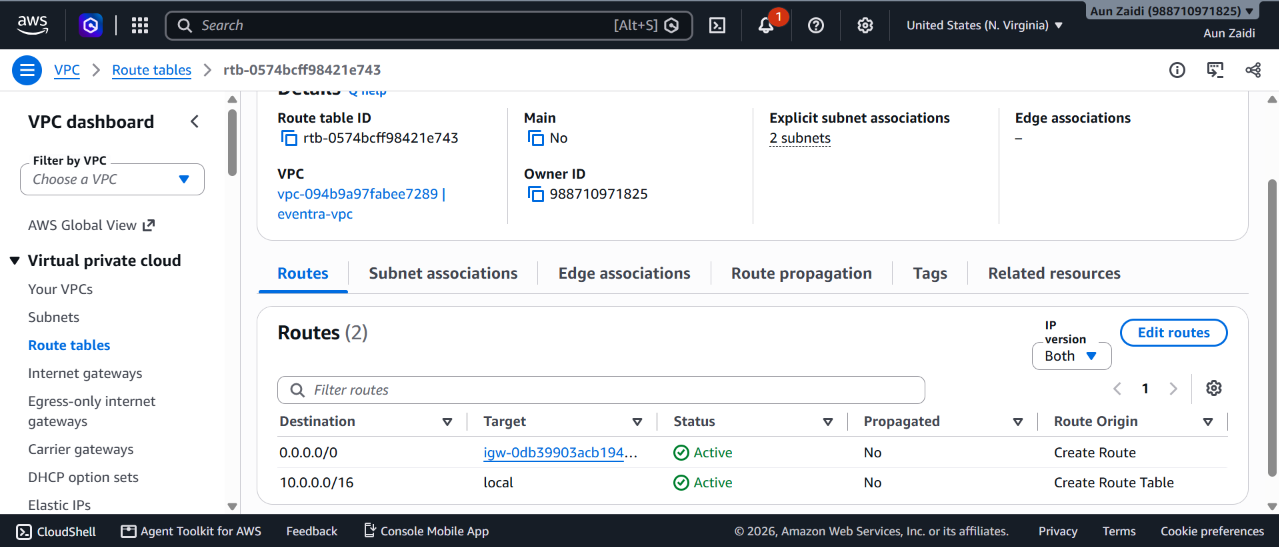 aws
Search
[Alt+S]
1
United States (N. Virginia)
Aun Zaidi (988710971825)
Aun Zaidi
VPC
Route tables
rtb-0574bcff98421e743
VPC dashboard
Filter by VPC
Choose a VPC
AWS Global View
Virtual private cloud
Your VPCs
Subnets
Route tables
Internet gateways
Egress-only internet
gateways
Carrier gateways
DHCP option sets
Elastic IPs
Details
help
Route table ID
rtb-0574bcff98421e743
Main
No
Explicit subnet associations
2 subnets
Edge associations
–
VPC
vpc-094b9a97fabee7289 |
eventra-vpc
Owner ID
988710971825
Routes
Subnet associations
Edge associations
Route propagation
Tags
Related resources
Routes (2)
IP
version
Both
Edit routes
Filter routes
1
Destination Target Status Propagated Route Origin
0.0.0.0/0 igw-0db39903acb194... Active No Create Route
10.0.0.0/16 local Active No Create Route Table
CloudShell
Agent Toolkit for AWS
Feedback
Console Mobile App
© 2026, Amazon Web Services, Inc. or its affiliates.
Privacy
Terms
Cookie preferences